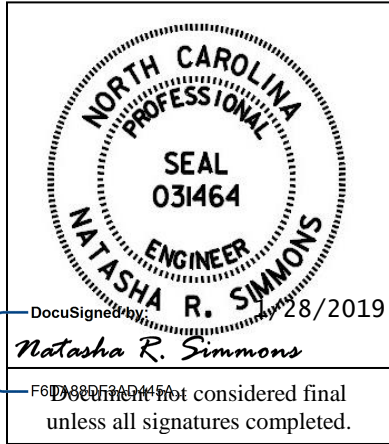 NORTH CAROLINA
PROFESSIONAL
SEAL
031464
ENGINEER
NATASHA R. SIMMONS
DocuSigned by:
1/28/2019
Natasha R. Simmons
F6DA88DF3AD445A...
Document not considered final
unless all signatures completed.